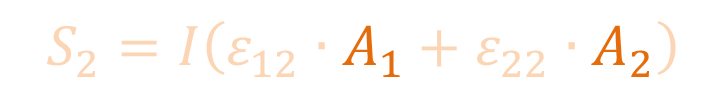 S₂ = I(ε₁₂ · A₁ + ε₂₂ · A₂)